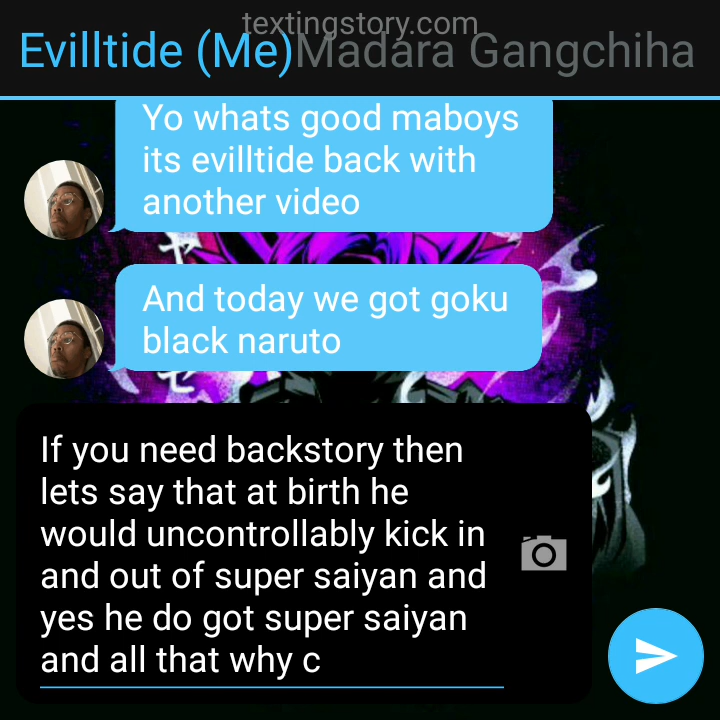 textingstory.com
Evilltide (Me) Madara Gangchiha
Yo whats good maboys
its evilltide back with
another video
And today we got goku
black naruto
If you need backstory then
lets say that at birth he
would uncontrollably kick in
and out of super saiyan and
yes he do got super saiyan
and all that why c